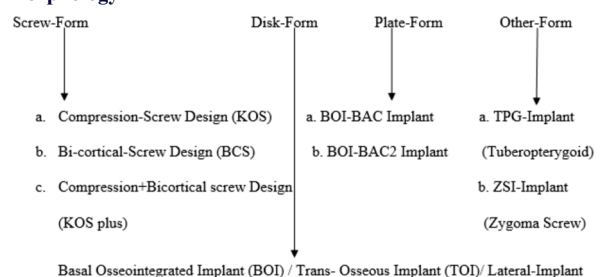 Screw-Form Disk-Form Plate-Form Other-Form
a. Compression-Screw Design (KOS) a. BOI-BAC Implant a. TPG-Implant
b. Bi-cortical-Screw Design (BCS) b. BOI-BAC2 Implant (Tuberopterygoid)
c. Compression+Bicortical screw Design b. ZSI-Implant
(KOS plus) (Zygoma Screw)
Basal Osseointegrated Implant (BOI) / Trans- Osseous Implant (TOI)/ Lateral-Implant